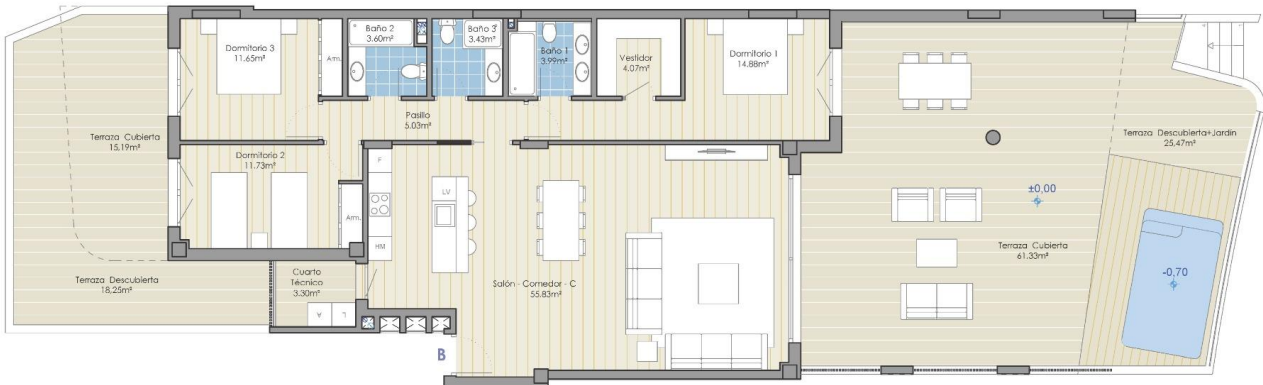 Dormitorio 3
11.65m²
Arm.
Baño 2
3.60m²
Baño 3
3.43m²
Baño 1
3.99m²
Vestidor
4.07m²
Dormitorio 1
14.88m²
Pasillo
5.03m²
Terraza Cubierta
15,19m²
Terraza Descubierta+Jardin
25,47m²
Dormitorio 2
11.73m²
Arm.
F
LV
HM
±0,00
Terraza Cubierta
61.33m²
Terraza Descubierta
18,25m²
Cuarto
Técnico
3.30m²
A
L
Salón - Comedor - C
55.83m²
-0,70
B